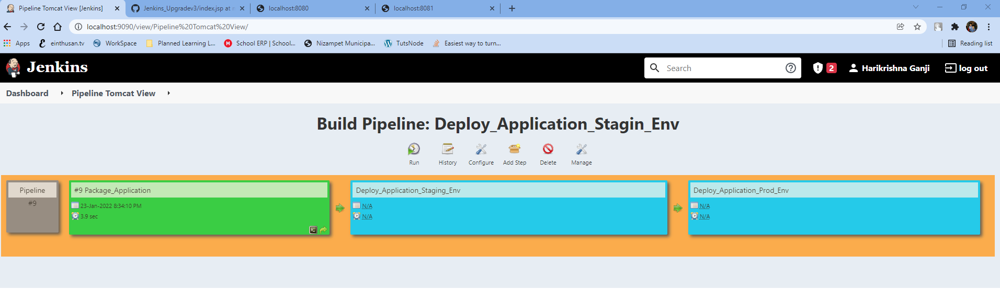 Pipeline Tomcat View [Jenkins]
Jenkins_Upgradev3/index.jsp at
localhost:8080
localhost:8081
localhost:9090/view/Pipeline%20Tomcat%20View/
Apps
einthusan.tv
WorkSpace
Planned Learning L...
School ERP | School...
Nizampet Municipa...
TutsNode
Easiest way to turn...
Reading list
Jenkins
Search
2
Harikrishna Ganji
log out
Dashboard
Pipeline Tomcat View
Build Pipeline: Deploy_Application_Stagin_Env
Run
History
Configure
Add Step
Delete
Manage
Pipeline
#9
#9 Package_Application
23-Jan-2022 8:34:10 PM
3.9 sec
Deploy_Application_Staging_Env
N/A
N/A
Deploy_Application_Prod_Env
N/A
N/A